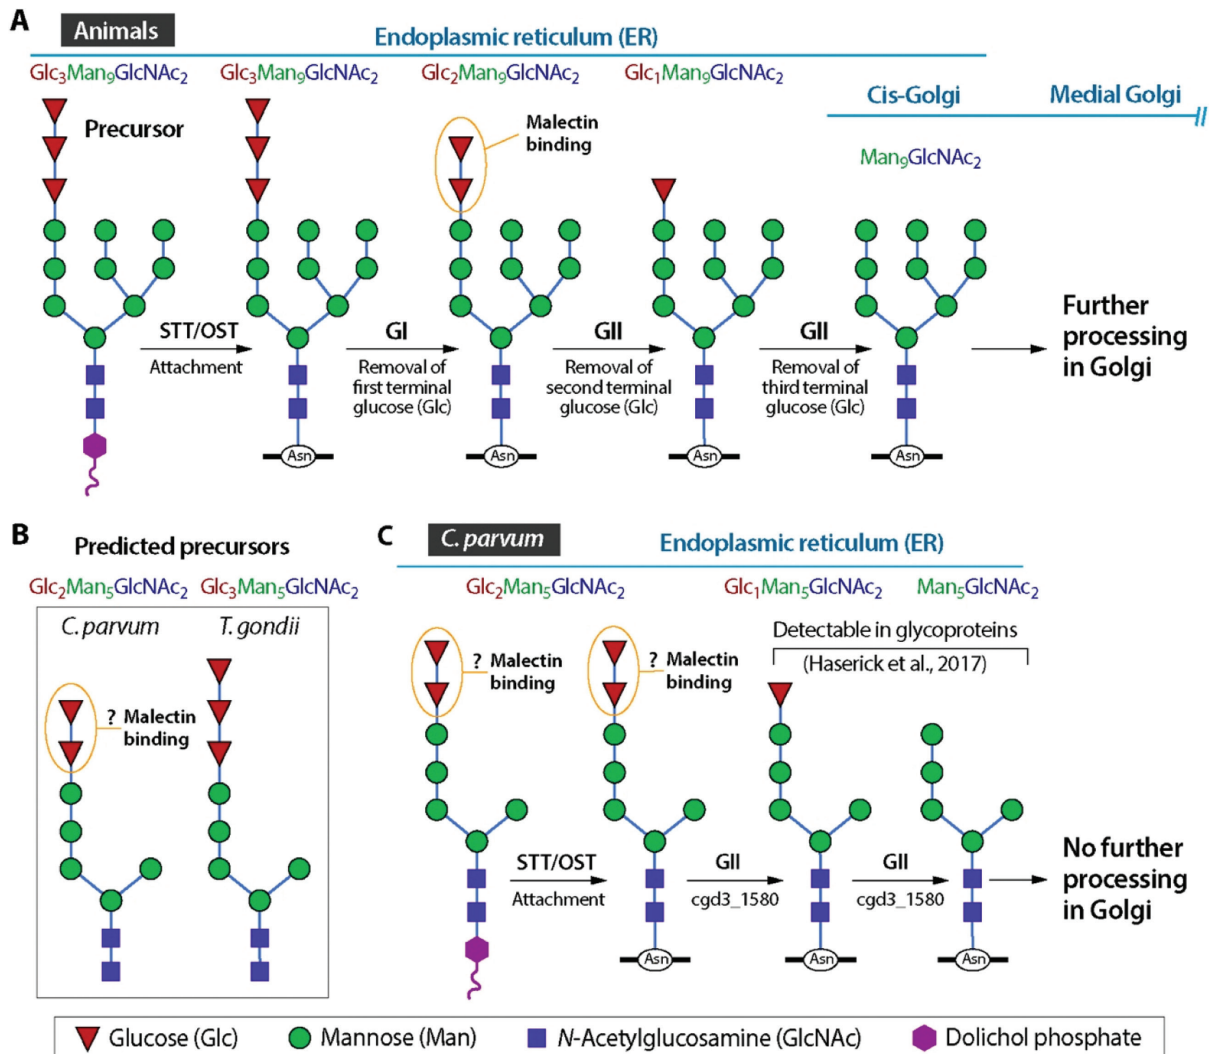 A
Animals
Endoplasmic reticulum (ER)
Glc3Man9GlcNAc2
Glc3Man9GlcNAc2
Glc2Man9GlcNAc2
Glc1Man9GlcNAc2
Cis-Golgi
Medial Golgi
Precursor
Malectin
binding
Man9GlcNAc2
STT/OST
Attachment
GI
Removal of
first terminal
glucose (Glc)
GII
Removal of
second terminal
glucose (Glc)
GII
Removal of
third terminal
glucose (Glc)
Further
processing
in Golgi
Asn
Asn
Asn
Asn
B
Predicted precursors
Glc2Man5GlcNAc2
Glc3Man5GlcNAc2
C. parvum
T. gondii
? Malectin
binding
C
C. parvum
Endoplasmic reticulum (ER)
Glc2Man5GlcNAc2
Glc1Man5GlcNAc2
Man5GlcNAc2
? Malectin
binding
? Malectin
binding
Detectable in glycoproteins
(Haserick et al., 2017)
STT/OST
Attachment
GII
cgd3_1580
GII
cgd3_1580
No further
processing
in Golgi
Asn
Asn
Asn
Glucose (Glc)
Mannose (Man)
N-Acetylglucosamine (GlcNAc)
Dolichol phosphate